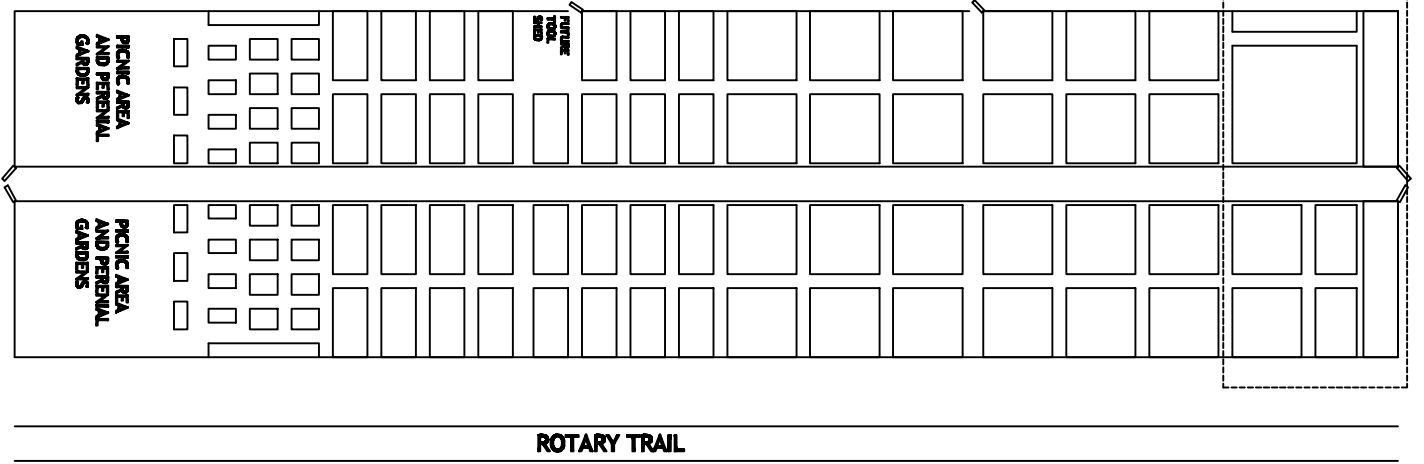 PICNIC AREA
AND PERENIAL
GARDENS
FUTURE
TOOL
SHED
PICNIC AREA
AND PERENIAL
GARDENS
ROTARY TRAIL